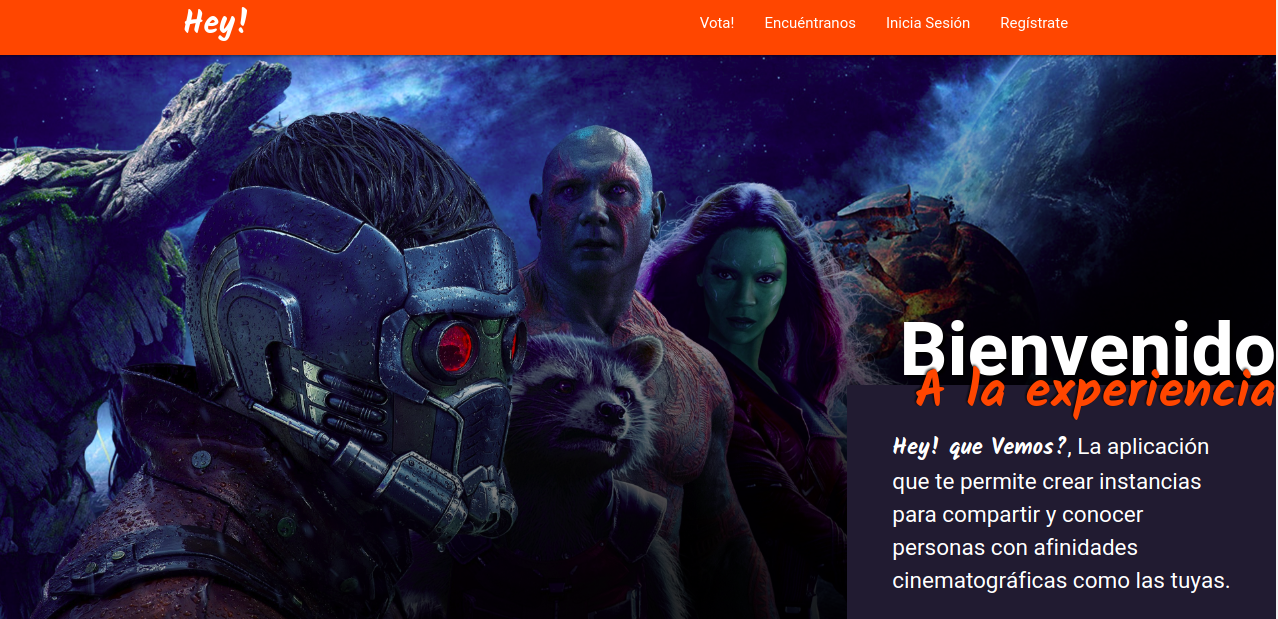 Hey!
Vota! Encuéntranos Inicia Sesión Regístrate
Bienvenido
A la experiencia
Hey! que Vemos?, La aplicación
que te permite crear instancias
para compartir y conocer
personas con afinidades
cinematográficas como las tuyas.